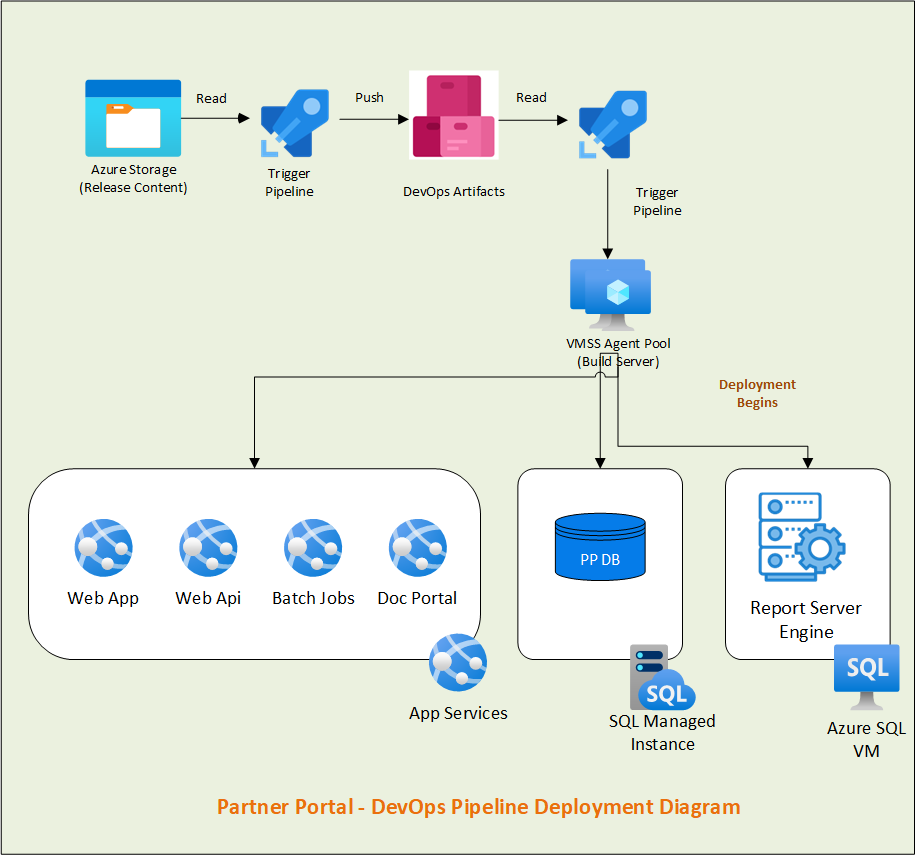 Read
Push
Read
Azure Storage
(Release Content)
Trigger
Pipeline
DevOps Artifacts
Trigger
Pipeline
VMSS Agent Pool
(Build Server)
Deployment
Begins
Web App
Web Api
Batch Jobs
Doc Portal
PP DB
Report Server
Engine
App Services
SQL
SQL Managed
Instance
SQL
Azure SQL
VM
Partner Portal - DevOps Pipeline Deployment Diagram